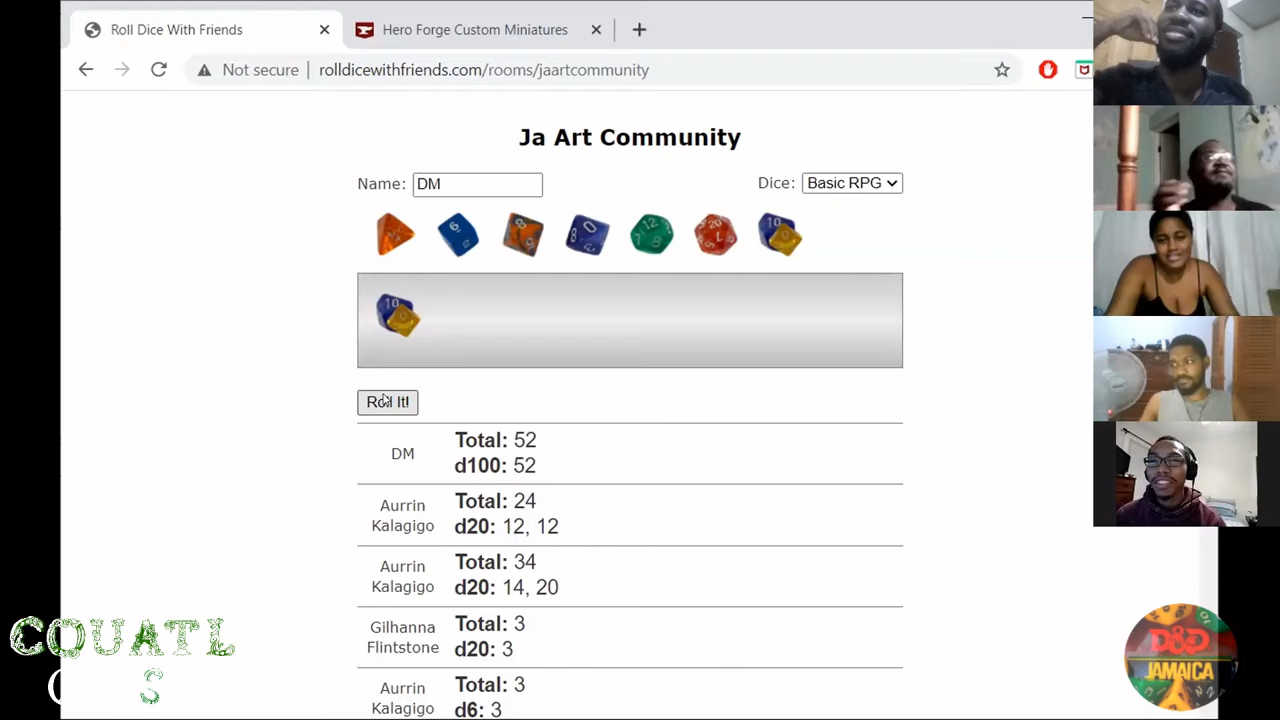 Roll Dice With Friends
Hero Forge Custom Miniatures
Not secure | rolldicewithfriends.com/rooms/jaartcommunity
Ja Art Community
Name: DM
Dice: Basic RPG
Roll It!
DM
Total: 52
d100: 52
Aurrin
Kalagigo
Total: 24
d20: 12, 12
Aurrin
Kalagigo
Total: 34
d20: 14, 20
Gilhanna
Flintstone
Total: 3
d20: 3
Aurrin
Kalagigo
Total: 3
d6: 3
COUATL
S
D&D
JAMAICA